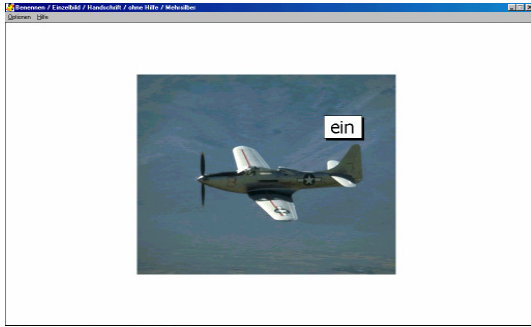 Benennen / Einzelbild / Handschrift / ohne Hilfe / Mehrsilber
Optionen Hilfe
ein